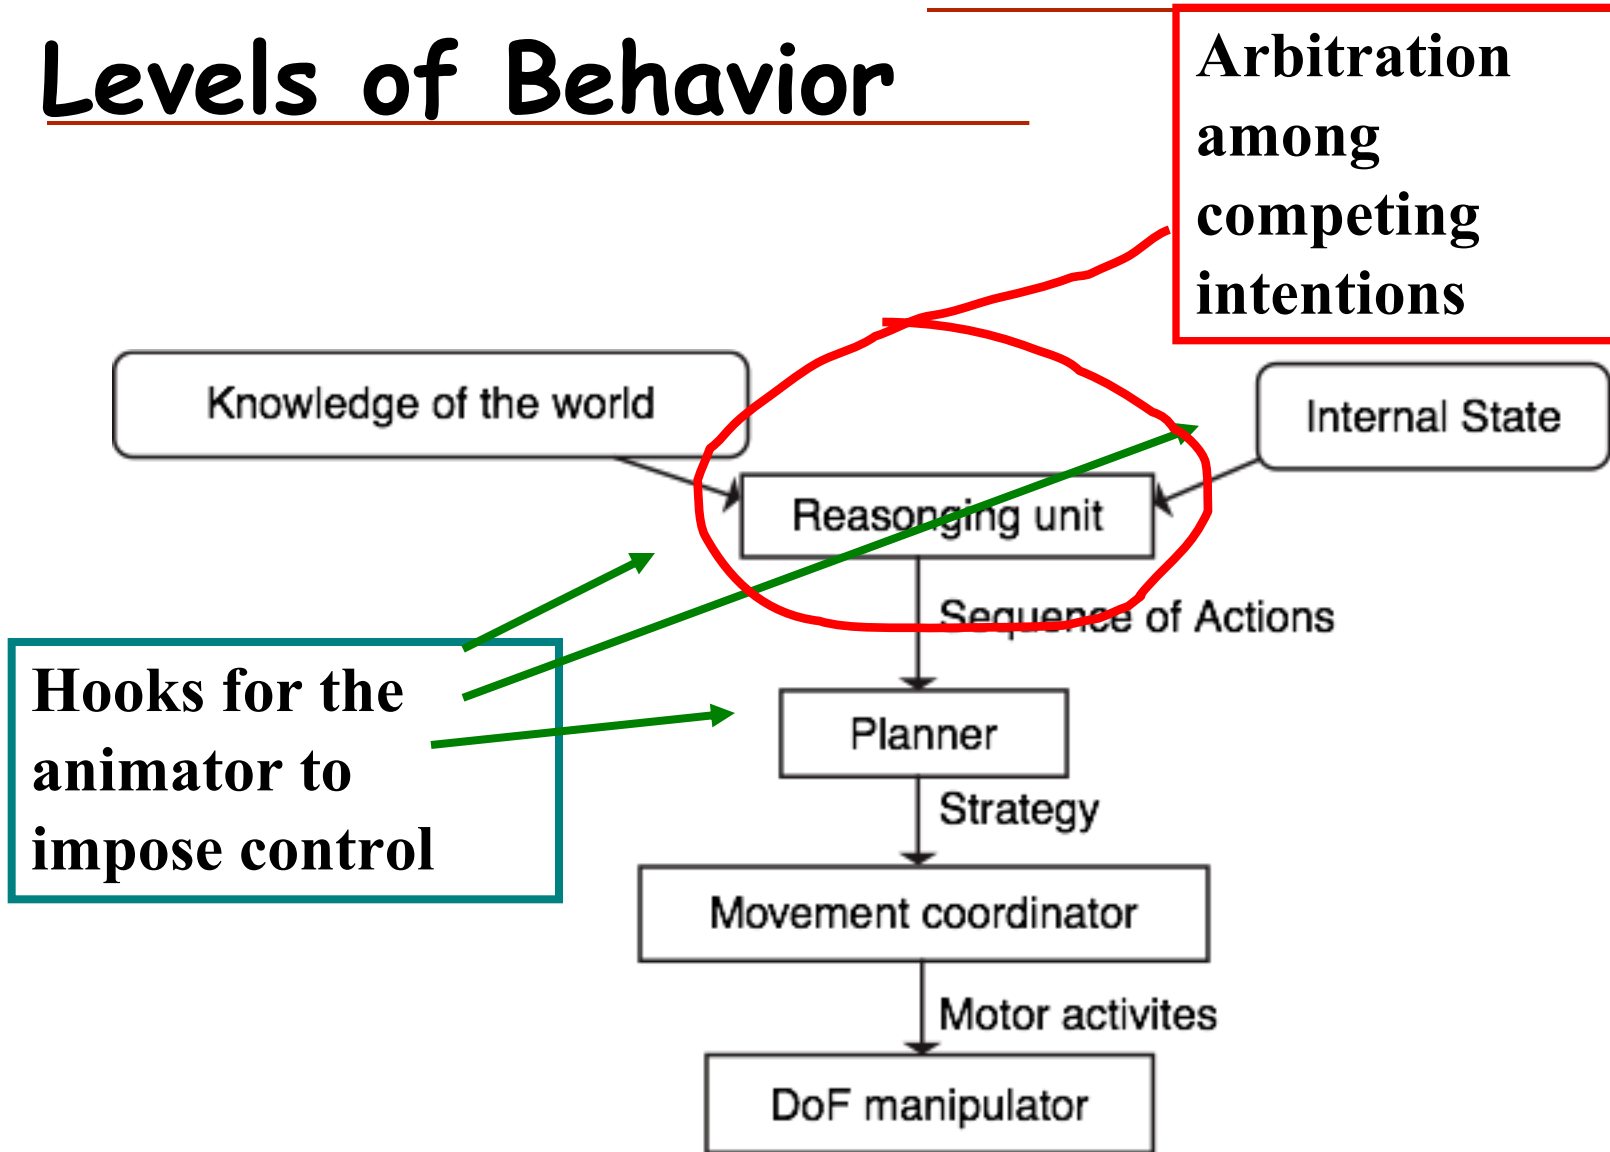 Levels of Behavior
Arbitration
among
competing
intentions
Knowledge of the world
Internal State
Reasonging unit
Sequence of Actions
Hooks for the
animator to
impose control
Planner
Strategy
Movement coordinator
Motor activites
DoF manipulator